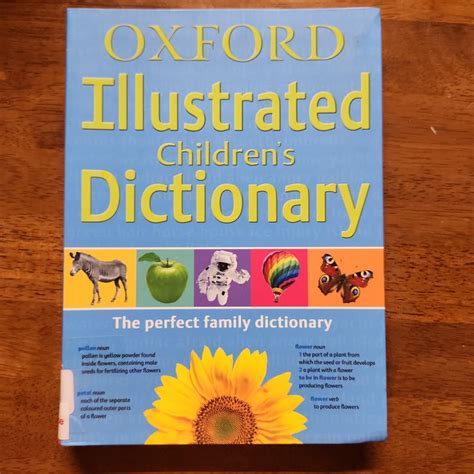 OXFORD
Illustrated
Children's
Dictionary
The perfect family dictionary
pollen noun
pollen is yellow powder found
inside flowers, containing male
seeds for fertilizing other flowers
petal noun
each of the separate
coloured outer parts
of a flower
flower noun
1 the part of a plant from
which the seed or fruit develops
2 a plant with a flower
to be in flower is to be
producing flowers
flower verb
to produce flowers